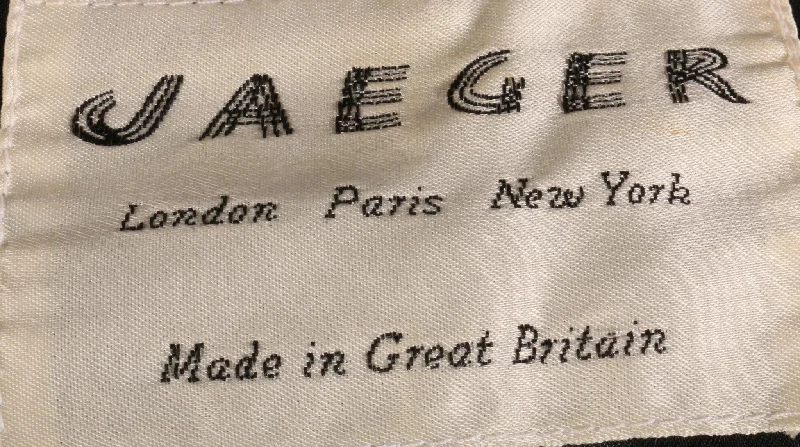 JAEGER
London Paris New York
Made in Great Britain